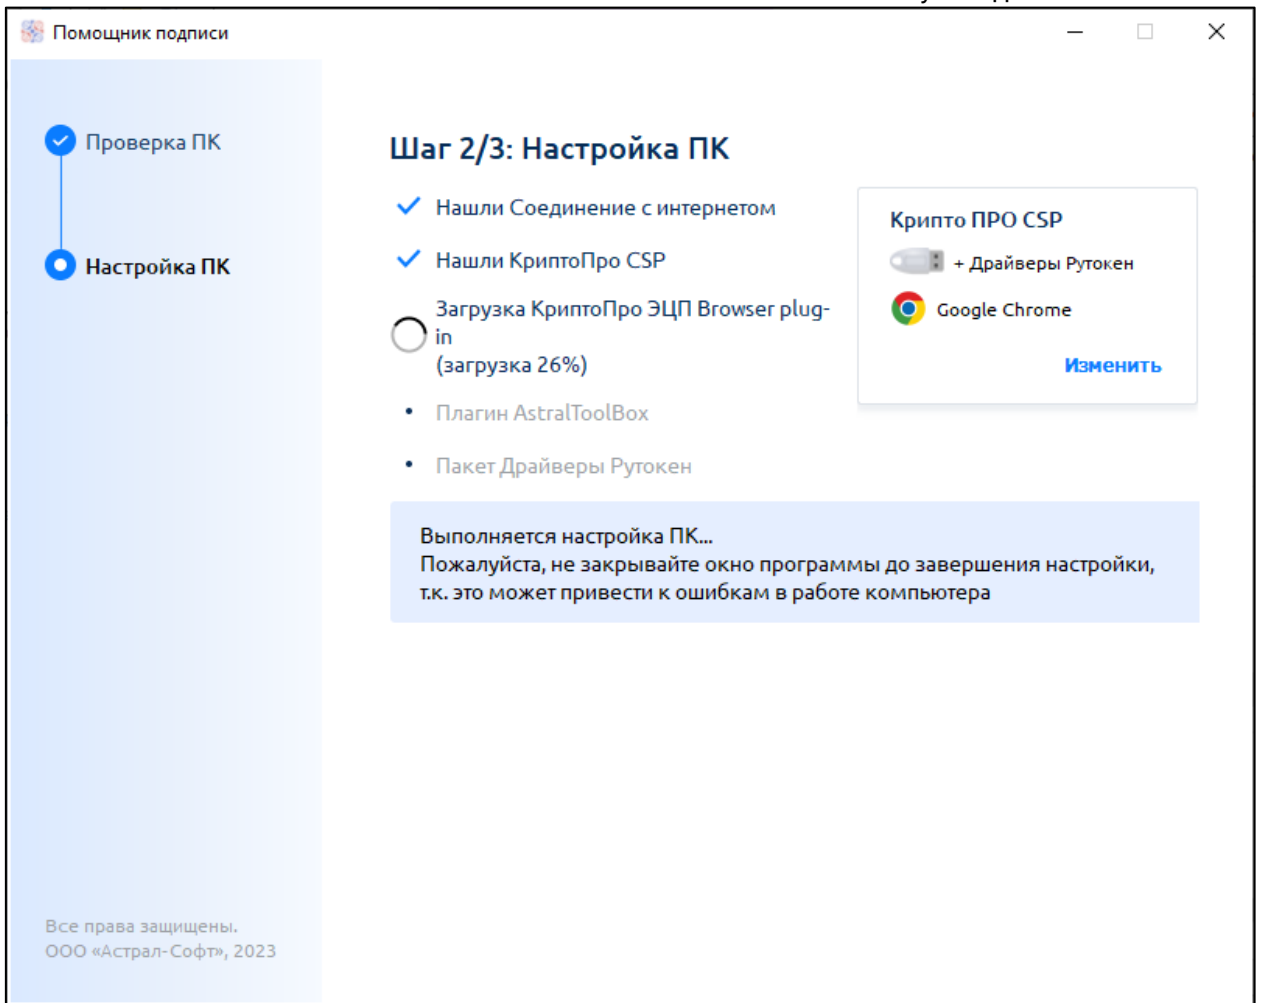 Помощник подписи
Проверка ПК
Настройка ПК
Шаг 2/3: Настройка ПК
Нашли Соединение с интернетом
Нашли КриптоПро CSP
Загрузка КриптоПро ЭЦП Browser plug-
in
(загрузка 26%)
• Плагин AstralToolBox
• Пакет Драйверы Рутокен
Крипто ПРО CSP
+ Драйверы Рутокен
Google Chrome
Изменить
Выполняется настройка ПК...
Пожалуйста, не закрывайте окно программы до завершения настройки,
т.к. это может привести к ошибкам в работе компьютера
Все права защищены.
ООО «Астрал-Софт», 2023